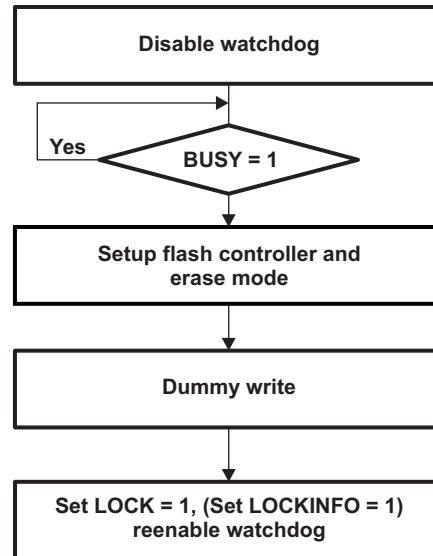 Disable watchdog
Yes
BUSY = 1
Setup flash controller and
erase mode
Dummy write
Set LOCK = 1, (Set LOCKINFO = 1)
reenable watchdog